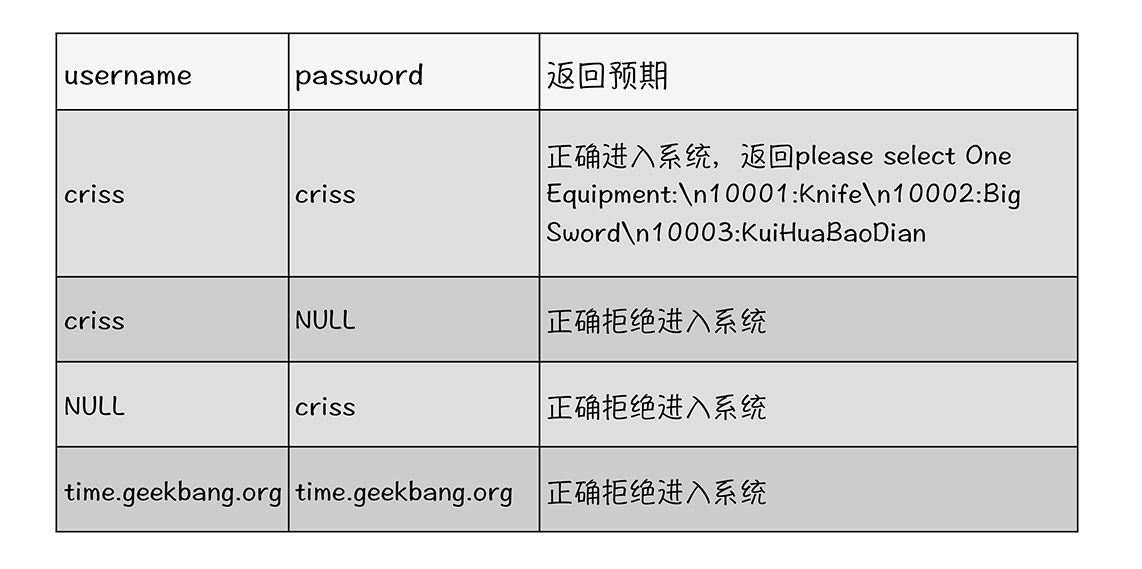 username password 返回预期
criss criss 正确进入系统，返回please select One
Equipment:\n10001:Knife\n10002:Big
Sword\n10003:KuiHuaBaoDian
criss NULL 正确拒绝进入系统
NULL criss 正确拒绝进入系统
time.geekbang.org time.geekbang.org 正确拒绝进入系统